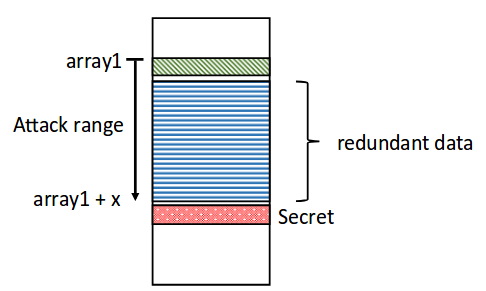 array1
Attack range
redundant data
array1 + x
Secret